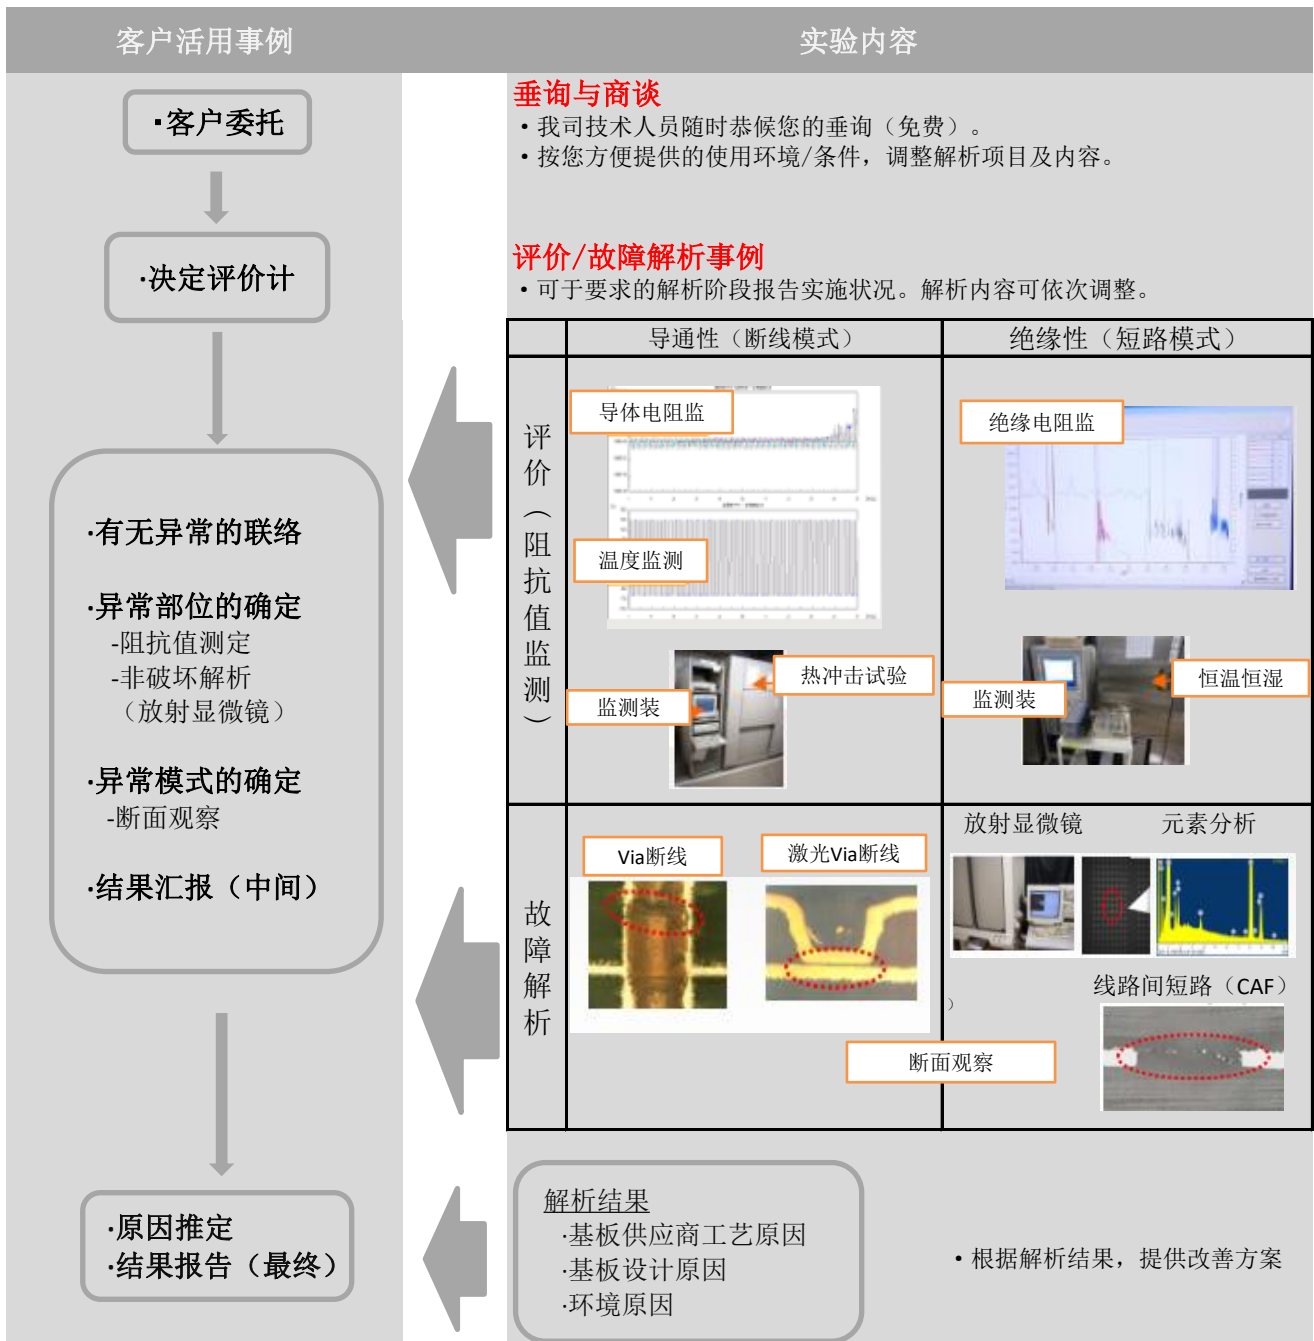 客户活用事例
实验内容
▪客户委托
·决定评价计
·有无异常的联络
·异常部位的确定
-阻抗值测定
-非破坏解析
（放射显微镜）
·异常模式的确定
-断面观察
·结果汇报（中间）
·原因推定
·结果报告（最终）
垂询与商谈
・我司技术人员随时恭候您的垂询（免费）。
・按您方便提供的使用环境/条件，调整解析项目及内容。
评价/故障解析事例
・可于要求的解析阶段报告实施状况。解析内容可依次调整。
导通性（断线模式）
绝缘性（短路模式）
评价（阻抗值监测）
导体电阻监
温度监测
热冲击试验
监测装
绝缘电阻监
恒温恒湿
监测装
故障解析
Via断线
激光Via断线
放射显微镜
元素分析
线路间短路（CAF）
）
断面观察
解析结果
·基板供应商工艺原因
·基板设计原因
·环境原因
・根据解析结果，提供改善方案